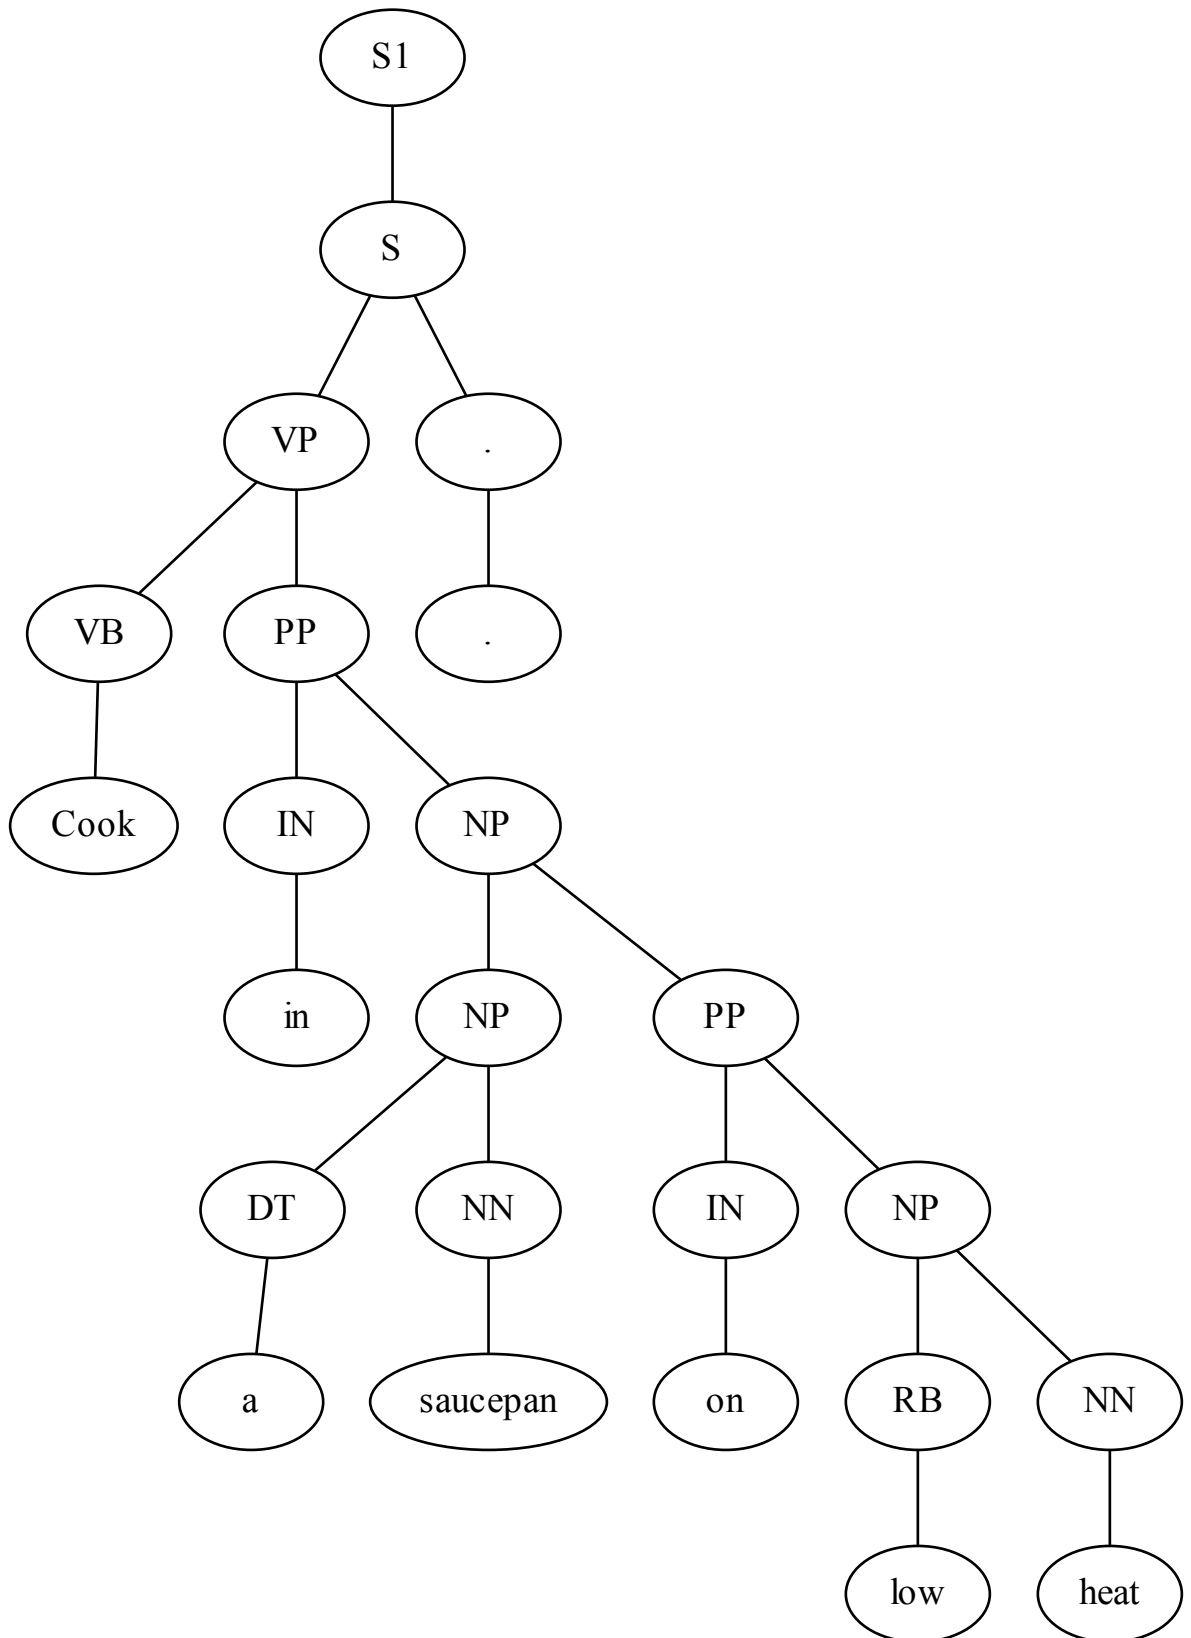 S1
S
VP .
VB PP .
Cook IN NP
in NP PP
DT NN IN NP
a saucepan on RB NN
low heat